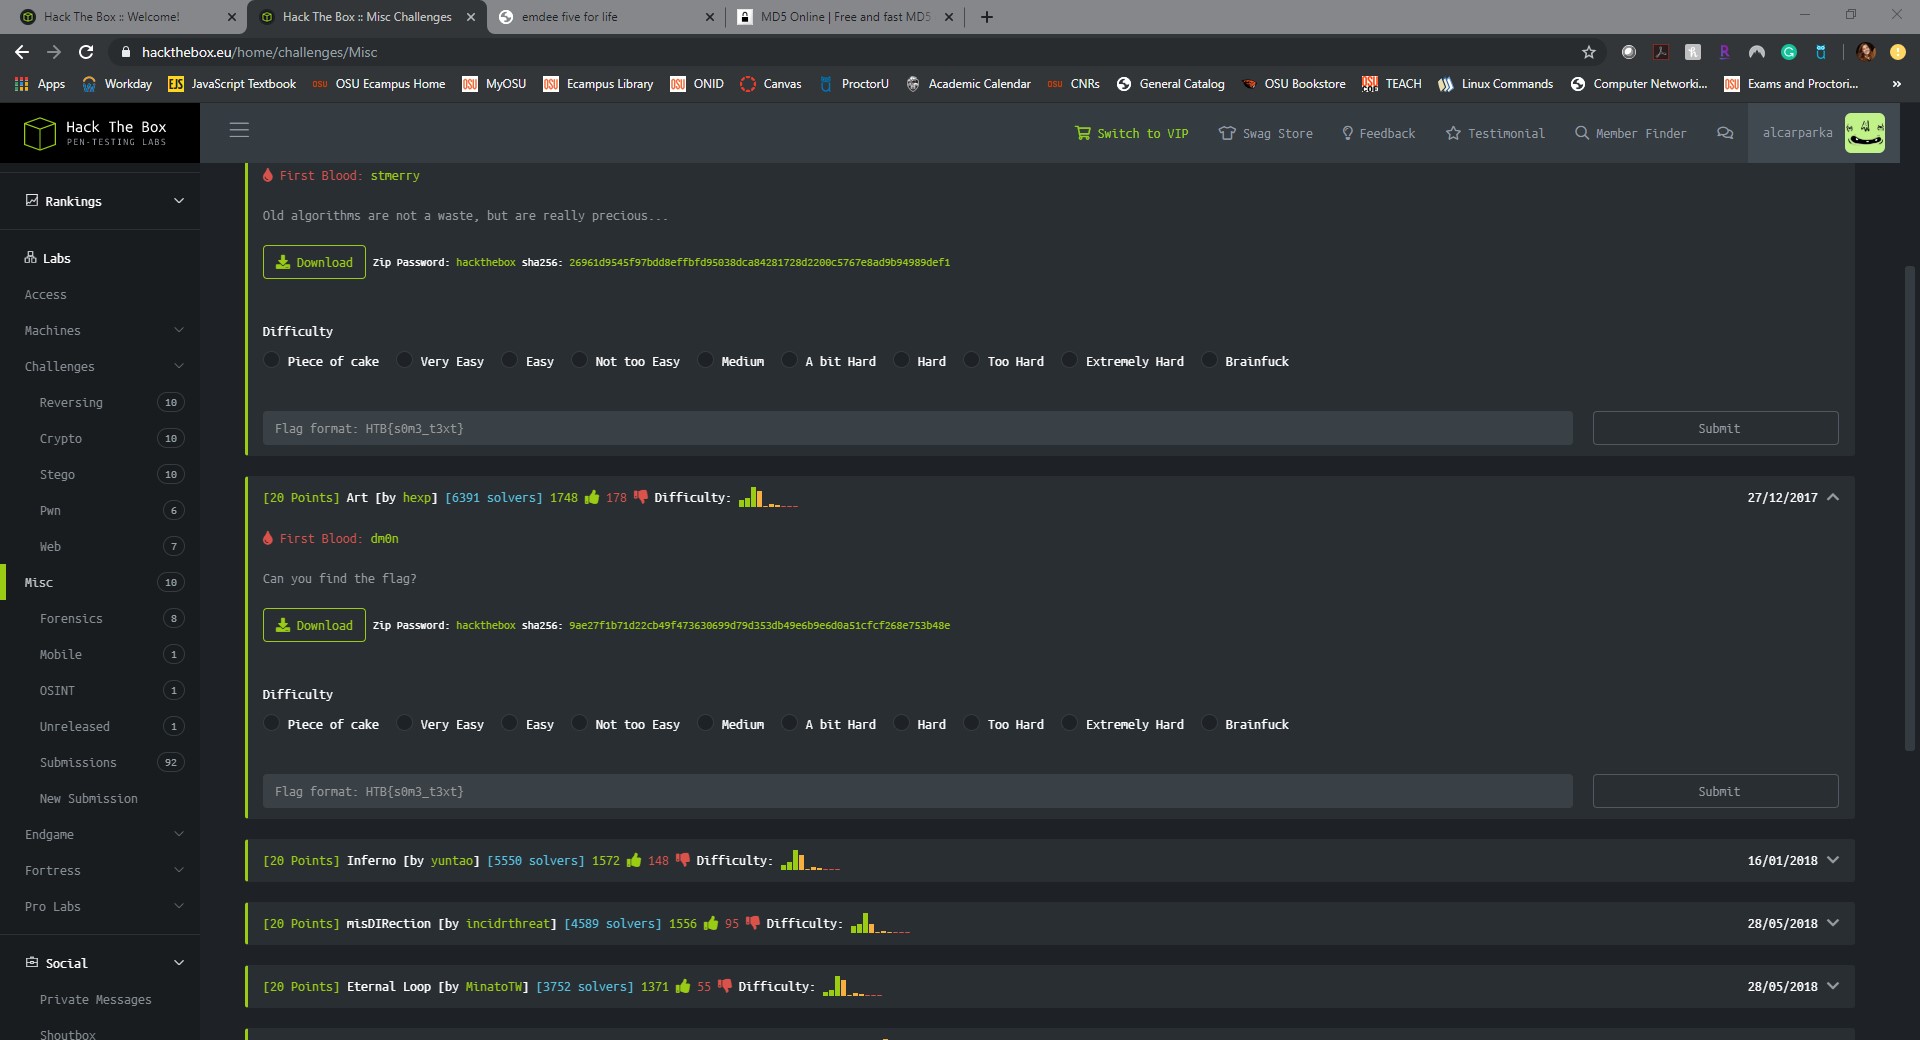 Hack The Box :: Welcome!
Hack The Box :: Misc Challenges
emdee five for life
MD5 Online | Free and fast MD5
hackthebox.eu/home/challenges/Misc
Apps
Workday
EJS JavaScript Textbook
OSU OSU Ecampus Home
OSU MyOSU
OSU Ecampus Library
OSU ONID
Canvas
ProctorU
Academic Calendar
OSU CNRs
General Catalog
OSU Bookstore
TEACH
Linux Commands
Computer Networki...
OSU Exams and Proctori...
»
Hack The Box
PEN-TESTING LABS
Switch to VIP
Swag Store
Feedback
Testimonial
Member Finder
alcarparka
Rankings
Labs
Access
Machines
Challenges
Reversing 10
Crypto 10
Stego 10
Pwn 6
Web 7
Misc 10
Forensics 8
Mobile 1
OSINT 1
Unreleased 1
Submissions 92
New Submission
Endgame
Fortress
Pro Labs
Social
Private Messages
Shoutbox
First Blood: stmerry
Old algorithms are not a waste, but are really precious...
Download Zip Password: hackthebox sha256: 26961d9545f97bdd8effbfd95038dca84281728d2200c5767e8ad9b94989def1
Difficulty
Piece of cake Very Easy Easy Not too Easy Medium A bit Hard Hard Too Hard Extremely Hard Brainfuck
Flag format: HTB{s0m3_t3xt} Submit
[20 Points] Art [by hexp] [6391 solvers] 1748 178 Difficulty: 27/12/2017
First Blood: dm0n
Can you find the flag?
Download Zip Password: hackthebox sha256: 9ae27f1b71d22cb49f473630699d79d353db49e6b9e6d0a51cfcf268e753b48e
Difficulty
Piece of cake Very Easy Easy Not too Easy Medium A bit Hard Hard Too Hard Extremely Hard Brainfuck
Flag format: HTB{s0m3_t3xt} Submit
[20 Points] Inferno [by yuntao] [5550 solvers] 1572 148 Difficulty: 16/01/2018
[20 Points] misDIRection [by incidrthreat] [4589 solvers] 1556 95 Difficulty: 28/05/2018
[20 Points] Eternal Loop [by MinatoTW] [3752 solvers] 1371 55 Difficulty: 28/05/2018